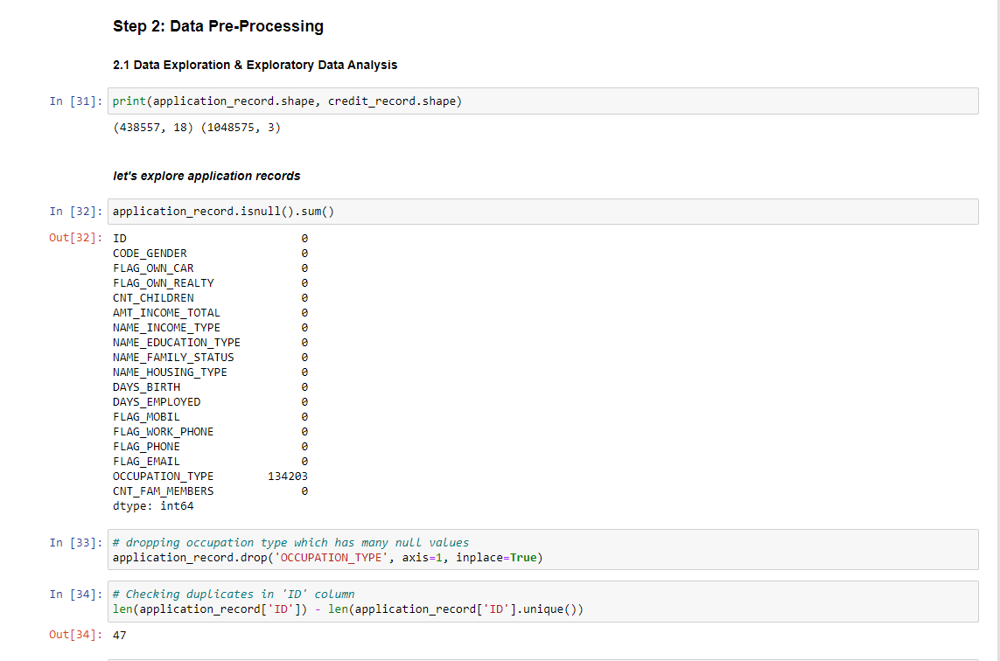 Step 2: Data Pre-Processing
2.1 Data Exploration & Exploratory Data Analysis
In [31]: print(application_record.shape, credit_record.shape)
(438557, 18) (1048575, 3)
let's explore application records
In [32]: application_record.isnull().sum()
Out[32]: ID 0
CODE_GENDER 0
FLAG_OWN_CAR 0
FLAG_OWN_REALTY 0
CNT_CHILDREN 0
AMT_INCOME_TOTAL 0
NAME_INCOME_TYPE 0
NAME_EDUCATION_TYPE 0
NAME_FAMILY_STATUS 0
NAME_HOUSING_TYPE 0
DAYS_BIRTH 0
DAYS_EMPLOYED 0
FLAG_MOBIL 0
FLAG_WORK_PHONE 0
FLAG_PHONE 0
FLAG_EMAIL 0
OCCUPATION_TYPE 134203
CNT_FAM_MEMBERS 0
dtype: int64
In [33]: # dropping occupation type which has many null values
application_record.drop('OCCUPATION_TYPE', axis=1, inplace=True)
In [34]: # Checking duplicates in 'ID' column
len(application_record['ID']) - len(application_record['ID'].unique())
Out[34]: 47